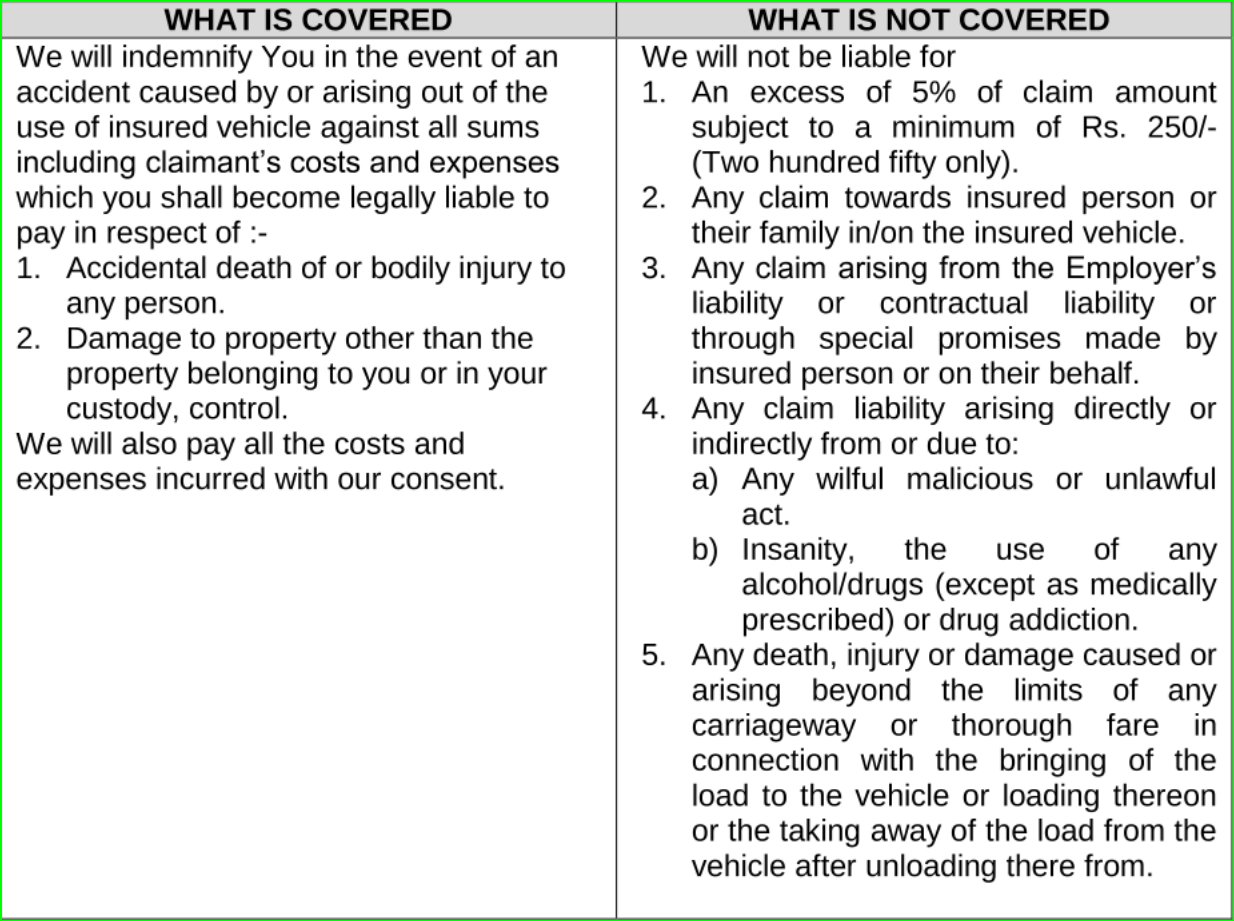 WHAT IS COVERED
We will indemnify You in the event of an
accident caused by or arising out of the
use of insured vehicle against all sums
including claimant's costs and expenses
which you shall become legally liable to
pay in respect of :-
1. Accidental death of or bodily injury to
any person.
2. Damage to property other than the
property belonging to you or in your
custody, control.
We will also pay all the costs and
expenses incurred with our consent.
WHAT IS NOT COVERED
We will not be liable for
1. An excess of 5% of claim amount
subject to a minimum of Rs. 250/-
(Two hundred fifty only).
2. Any claim towards insured person or
their family in/on the insured vehicle.
3. Any claim arising from the Employer's
liability or contractual liability or
through special promises made by
insured person or on their behalf.
4. Any claim liability arising directly or
indirectly from or due to:
a) Any wilful malicious or unlawful
act.
b) Insanity, the use of any
alcohol/drugs (except as medically
prescribed) or drug addiction.
5. Any death, injury or damage caused or
arising beyond the limits of any
carriageway or thorough fare in
connection with the bringing of the
load to the vehicle or loading thereon
or the taking away of the load from the
vehicle after unloading there from.